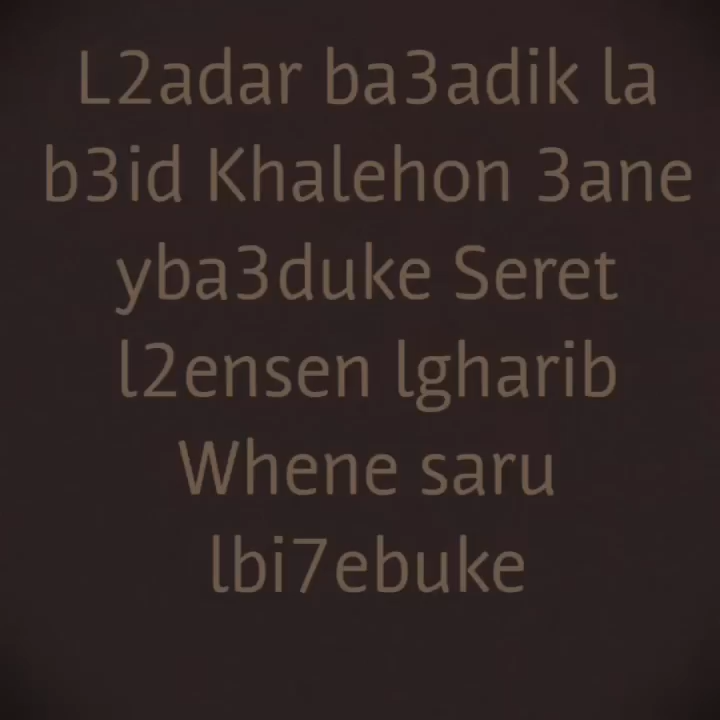 L2adar ba3adik la
b3id Khalehon 3ane
yba3duke Seret
l2ensen lgharib
Whene saru
lbi7ebuke